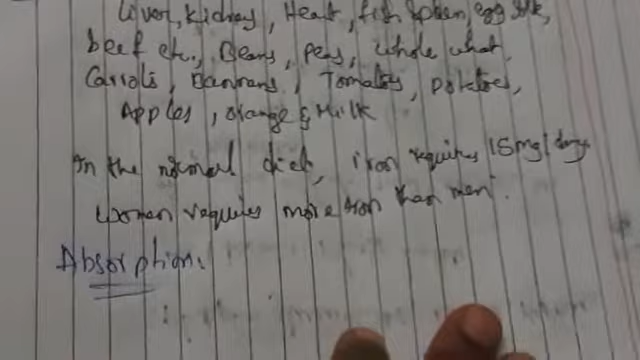 Liver, Kidney, Heart, fish, Spleen, egg yolk,
beef etc., Beans, Peas, whole wheat,
Carrots, Bananas, Tomatos, Potatoes,
Apples, orange & Milk
In the normal diet, iron requires 15mg/day
Women requires more iron than men.
Absorption: